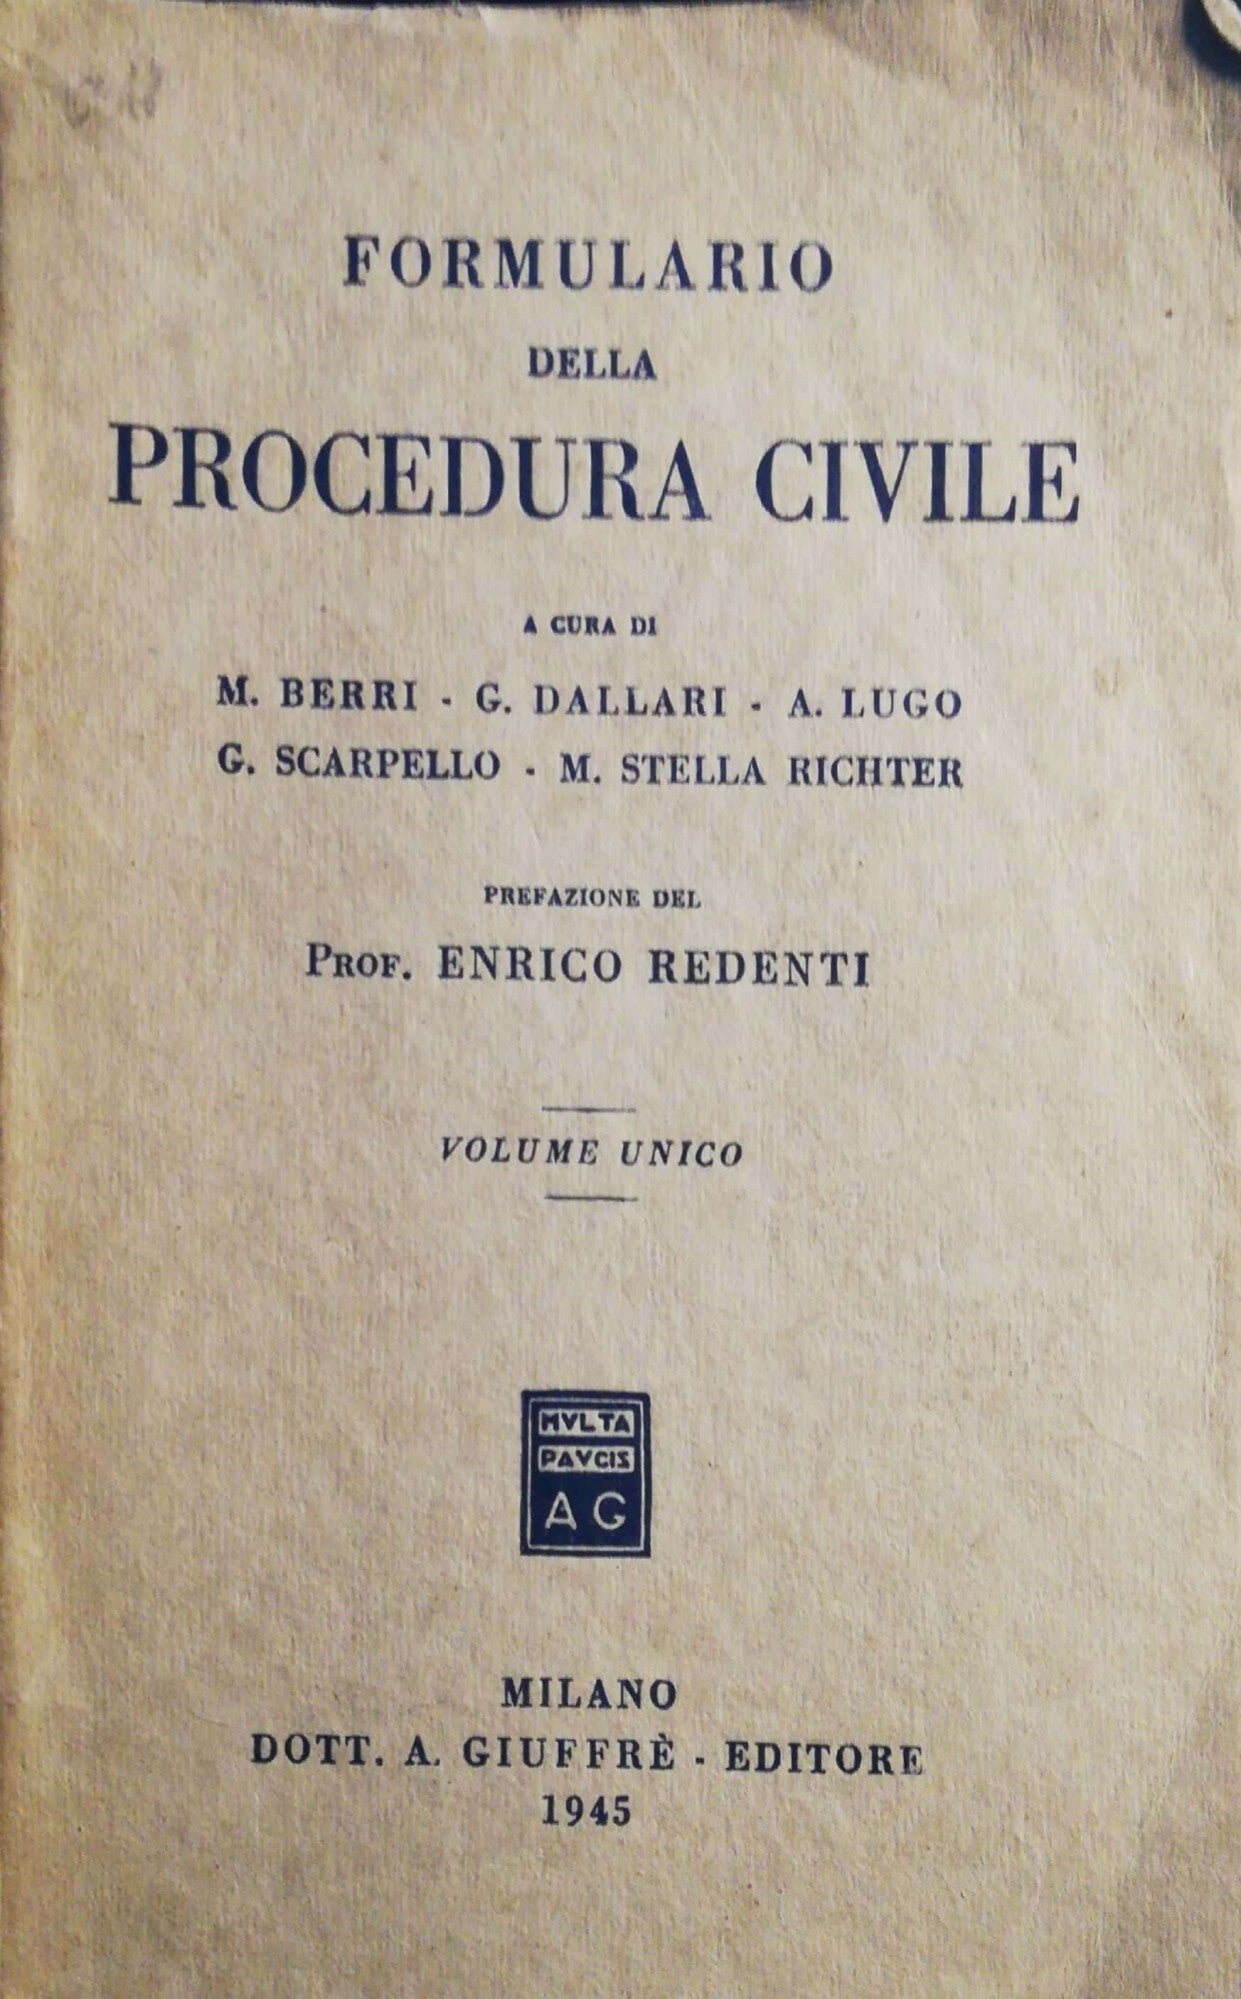 FORMULARIO
DELLA
PROCEDURA CIVILE
A CURA DI
M. BERRI - G. DALLARI - A. LUGO
G. SCARPELLO - M. STELLA RICHTER
PREFAZIONE DEL
PROF. ENRICO REDENTI
VOLUME UNICO
MVLTA
PAVCIS
AG
MILANO
DOTT. A. GIUFFRÈ - EDITORE
1945